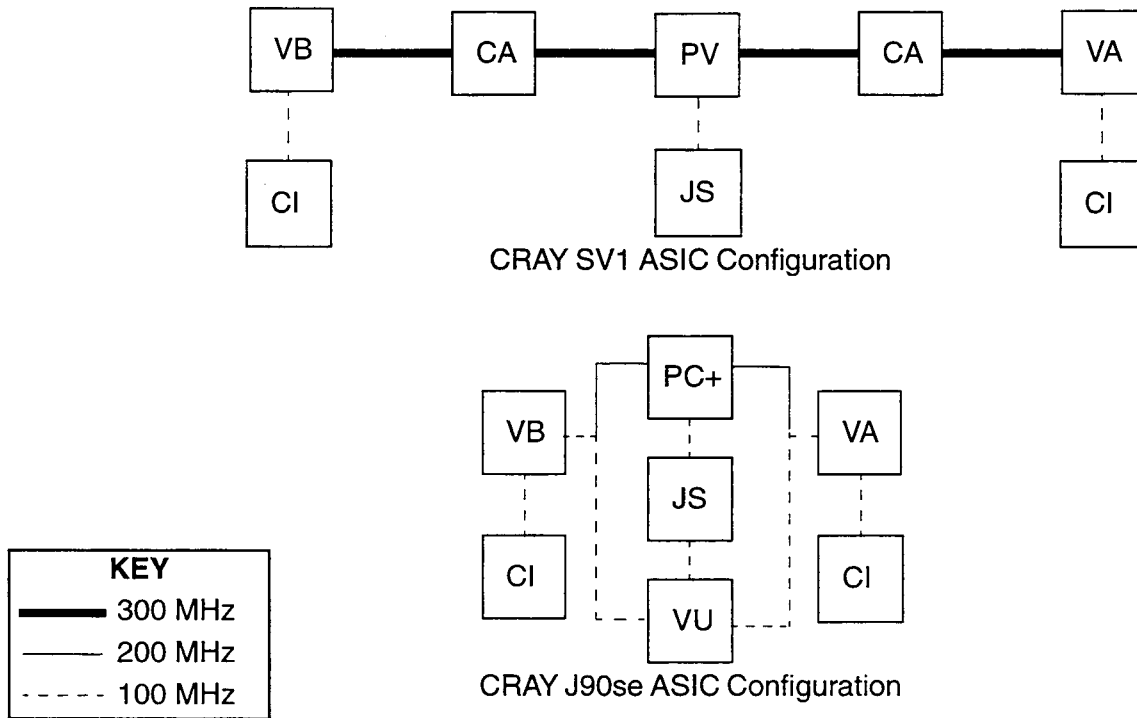 VB CA PV CA VA
CI JS CI
CRAY SV1 ASIC Configuration
PC+
VB VA
JS
CI CI
VU
CRAY J90se ASIC Configuration
KEY
300 MHz
200 MHz
100 MHz